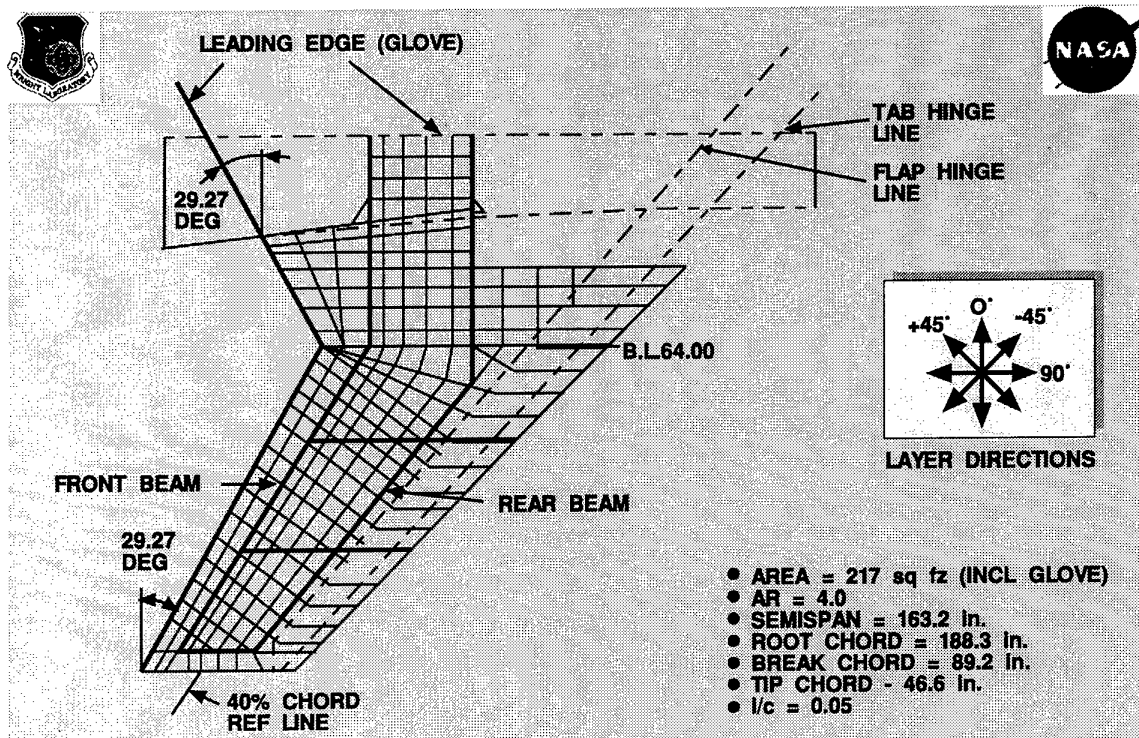 WRIGHT LABORATORY
NASA
LEADING EDGE (GLOVE)
TAB HINGE
LINE
FLAP HINGE
LINE
29.27
DEG
O°
+45°
-45°
90°
B.L.64.00
LAYER DIRECTIONS
FRONT BEAM
REAR BEAM
29.27
DEG
40% CHORD
REF LINE
● AREA = 217 sq fz (INCL GLOVE)
● AR = 4.0
● SEMISPAN = 163.2 in.
● ROOT CHORD = 188.3 in.
● BREAK CHORD = 89.2 in.
● TIP CHORD - 46.6 in.
● l/c = 0.05